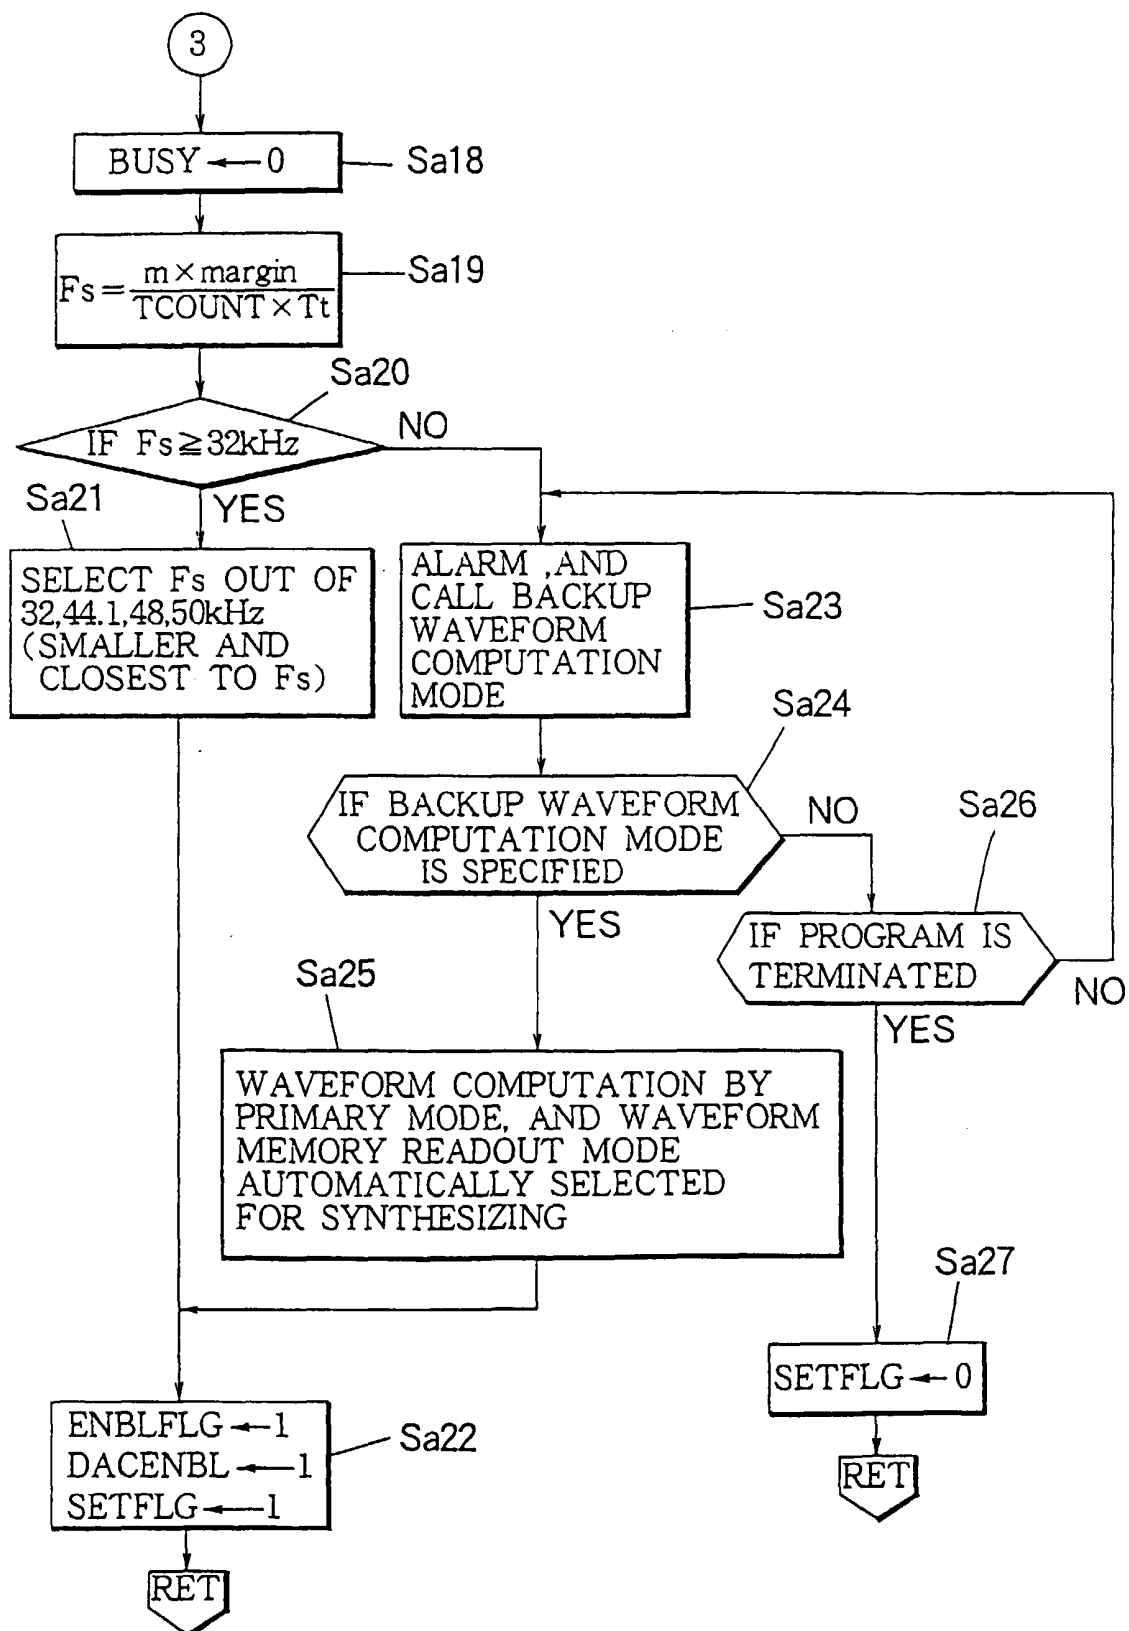 3
BUSY ← 0
Sa18
Fs = m × margin
TCOUNT × Tt
Sa19
Sa20
IF Fs ≧ 32kHz
NO
YES
Sa21
SELECT Fs OUT OF
32,44.1,48,50kHz
(SMALLER AND
CLOSEST TO Fs)
ALARM ,AND
CALL BACKUP
WAVEFORM
COMPUTATION
MODE
Sa23
Sa24
IF BACKUP WAVEFORM
COMPUTATION MODE
IS SPECIFIED
NO
YES
Sa26
IF PROGRAM IS
TERMINATED
NO
YES
Sa25
WAVEFORM COMPUTATION BY
PRIMARY MODE, AND WAVEFORM
MEMORY READOUT MODE
AUTOMATICALLY SELECTED
FOR SYNTHESIZING
Sa27
SETFLG ← 0
RET
ENBLFLG ← 1
DACENBL ← 1
SETFLG ← 1
Sa22
RET